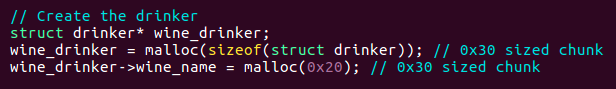 // Create the drinker
struct drinker* wine_drinker;
wine_drinker = malloc(sizeof(struct drinker)); // 0x30 sized chunk
wine_drinker->wine_name = malloc(0x20); // 0x30 sized chunk